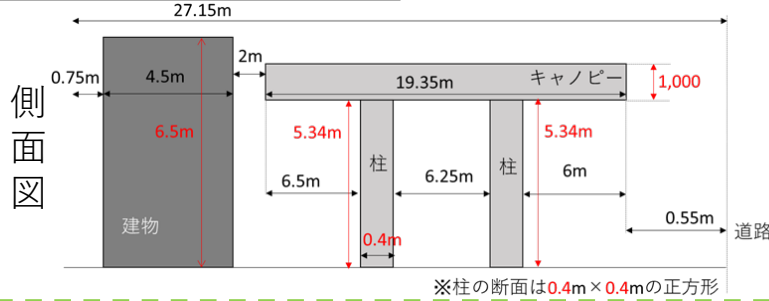 27.15m
2m
0.75m
4.5m
キャノピー
19.35m
1,000
側面図
6.5m
5.34m
5.34m
柱
柱
6.5m
6.25m
6m
建物
0.4m
0.55m
道路
※柱の断面は0.4m×0.4mの正方形